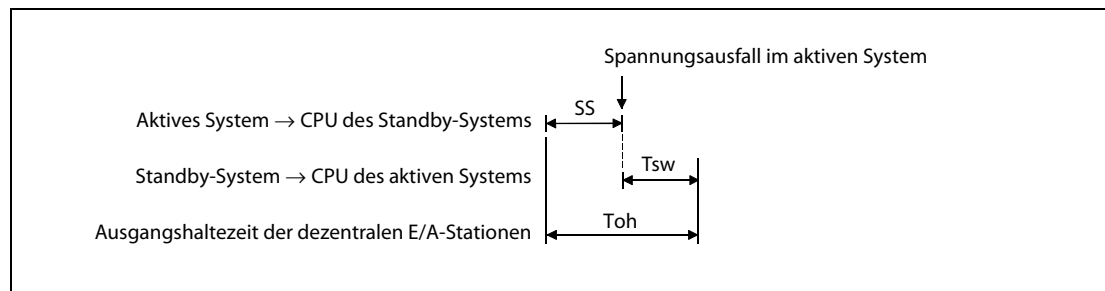 Spannungsausfall im aktiven System
SS
Aktives System → CPU des Standby-Systems
Tsw
Standby-System → CPU des aktiven Systems
Toh
Ausgangshaltezeit der dezentralen E/A-Stationen